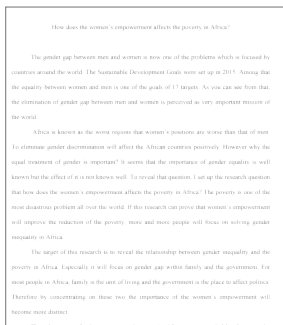 How does the women's empowerment affects the poverty in Africa?
The gender gap between men and women is now one of the problems which is focused by
countries around the world. The Sustainable Development Goals were set up in 2015. Among that
the equality between women and men is one of the goals of 17 targets. As you can see from that,
the elimination of gender gap between men and women is perceived as very important mission of
the world.
Africa is known as the worst regions that women's positions are worse than that of men.
To eliminate gender discrimination will affect the African countries positively. However why the
equal treatment of gender is important? It seems that the importance of gender equality is well
known but the effect of it is not known well. To reveal that question, I set up the research question
that how does the women's empowerment affects the poverty in Africa? The poverty is one of the
most disastrous problem all over the world. If this research can prove that women's empowerment
will improve the reduction of the poverty, more and more people will focus on solving gender
inequality in Africa.
The target of this research is to reveal the relationship between gender inequality and the
poverty in Africa. Especially it will focus on gender gap within family and the government. For
most people in Africa, family is the unit of living and the government is the place to affect politics.
Therefore by concentrating on these two the importance of the women's empowerment will
become more distinct.